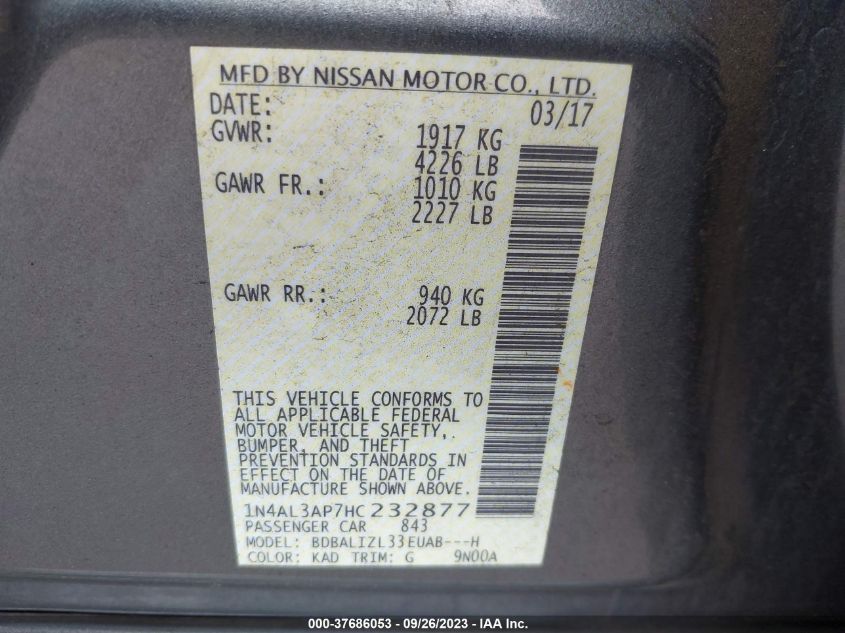 MFD BY NISSAN MOTOR CO., LTD.
DATE: 03/17
GVWR: 1917 KG
4226 LB
GAWR FR.: 1010 KG
2227 LB
GAWR RR.: 940 KG
2072 LB
THIS VEHICLE CONFORMS TO
ALL APPLICABLE FEDERAL
MOTOR VEHICLE SAFETY,
BUMPER, AND THEFT
PREVENTION STANDARDS IN
EFFECT ON THE DATE OF
MANUFACTURE SHOWN ABOVE.
1N4AL3AP7HC232877
PASSENGER CAR 843
MODEL: BDBALIZL33EUAB---H
COLOR: KAD TRIM: G 9N00A
000-37686053 - 09/26/2023 - IAA Inc.